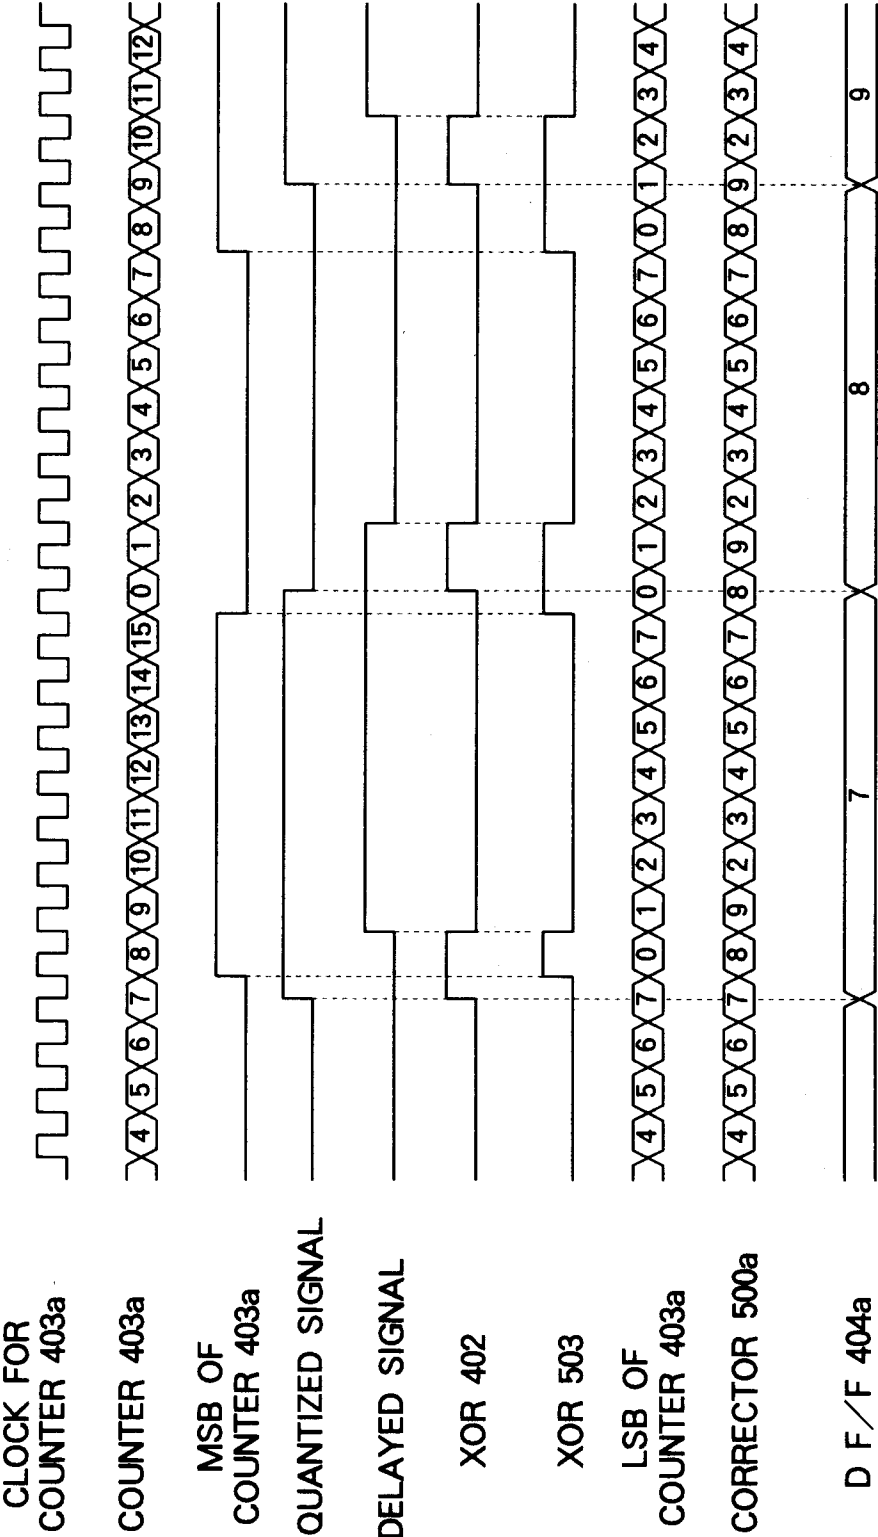 CLOCK FOR
COUNTER 403a
COUNTER 403a 4 5 6 7 8 9 10 11 12 13 14 15 0 1 2 3 4 5 6 7 8 9 10 11 12
MSB OF
COUNTER 403a
QUANTIZED SIGNAL
DELAYED SIGNAL
XOR 402
XOR 503
LSB OF
COUNTER 403a 4 5 6 7 0 1 2 3 4 5 6 7 0 1 2 3 4 5 6 7 0 1 2 3 4
CORRECTOR 500a 4 5 6 7 8 9 2 3 4 5 6 7 8 9 2 3 4 5 6 7 8 9 2 3 4
D F/F 404a 7 8 9